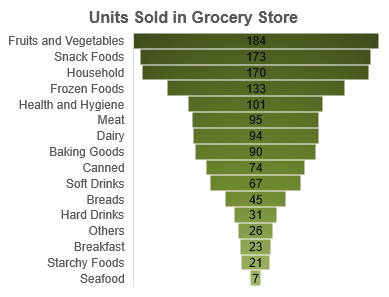 Units Sold in Grocery Store
Fruits and Vegetables 184
Snack Foods 173
Household 170
Frozen Foods 133
Health and Hygiene 101
Meat 95
Dairy 94
Baking Goods 90
Canned 74
Soft Drinks 67
Breads 45
Hard Drinks 31
Others 26
Breakfast 23
Starchy Foods 21
Seafood 7